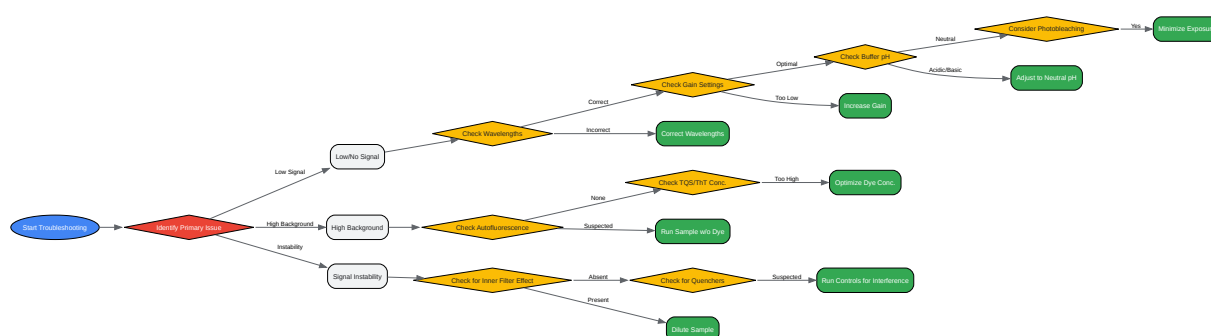 Start Troubleshooting
Identify Primary Issue
Low Signal
High Background
Instability
Low/No Signal
High Background
Signal Instability
Check Wavelengths
Correct
Incorrect
Correct Wavelengths
Check Gain Settings
Optimal
Too Low
Increase Gain
Check Buffer pH
Neutral
Acidic/Basic
Adjust to Neutral pH
Consider Photobleaching
Yes
Minimize Exposur
Check Autofluorescence
None
Suspected
Run Sample w/o Dye
Check TQS/ThT Conc.
Too High
Optimize Dye Conc.
Check for Inner Filter Effect
Absent
Present
Dilute Sample
Check for Quenchers
Suspected
Run Controls for Interference